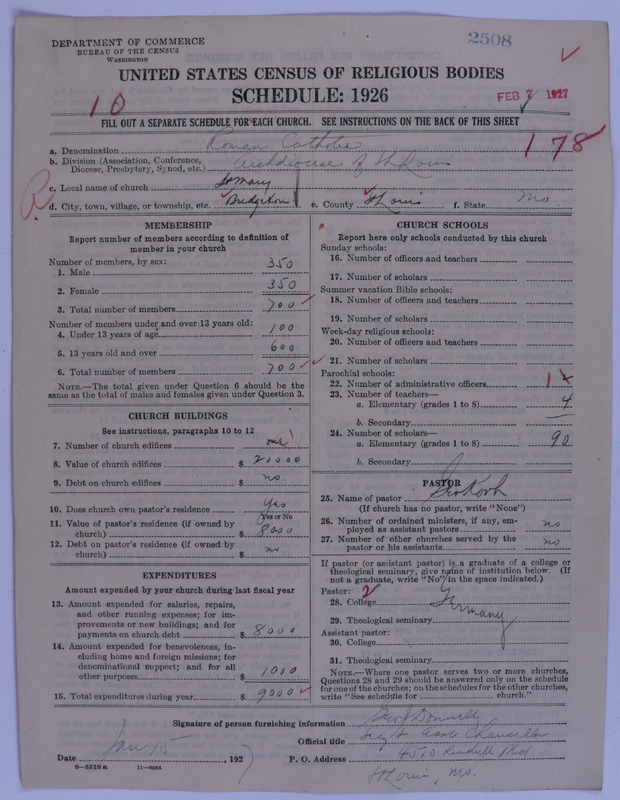 DEPARTMENT OF COMMERCE
BUREAU OF THE CENSUS
WASHINGTON
2508
UNITED STATES CENSUS OF RELIGIOUS BODIES
SCHEDULE: 1926
FEB 7 1927
10
FILL OUT A SEPARATE SCHEDULE FOR EACH CHURCH. SEE INSTRUCTIONS ON THE BACK OF THIS SHEET
a. Denomination Roman Catholic
178
b. Division (Association, Conference, Diocese, Presbytery, Synod, etc.) Archdiocese of St Louis
c. Local name of church St Mary
R.
d. City, town, village, or township, etc. Bridgeton e. County St Louis f. State Mo
MEMBERSHIP
Report number of members according to definition of
member in your church
Number of members, by sex:
1. Male 350
2. Female 350
3. Total number of members 700
Number of members under and over 13 years old:
4. Under 13 years of age 100
5. 13 years old and over 600
6. Total number of members 700
NOTE.—The total given under Question 6 should be the
same as the total of males and females given under Question 3.
CHURCH BUILDINGS
See instructions, paragraphs 10 to 12
7. Number of church edifices one 1
8. Value of church edifices $ 20000
9. Debt on church edifices $ no
10. Does church own pastor's residence Yes
Yes or No
11. Value of pastor's residence (if owned by
church) $ 8000
12. Debt on pastor's residence (if owned by
church) $ no
EXPENDITURES
Amount expended by your church during last fiscal year
13. Amount expended for salaries, repairs,
and other running expenses; for im-
provements or new buildings; and for
payments on church debt $ 8000
14. Amount expended for benevolences, in-
cluding home and foreign missions; for
denominational support; and for all
other purposes $ 1000
15. Total expenditures during year $ 9000
CHURCH SCHOOLS
Report here only schools conducted by this church
Sunday schools:
16. Number of officers and teachers
17. Number of scholars
Summer vacation Bible schools:
18. Number of officers and teachers
19. Number of scholars
Week-day religious schools:
20. Number of officers and teachers
21. Number of scholars
Parochial schools:
22. Number of administrative officers 1
23. Number of teachers—
a. Elementary (grades 1 to 8) 4
b. Secondary
24. Number of scholars—
a. Elementary (grades 1 to 8) 90
b. Secondary
PASTOR
25. Name of pastor
(If church has no pastor, write "None")
26. Number of ordained ministers, if any, em-
ployed as assistant pastors no
27. Number of other churches served by the
pastor or his assistants no
If pastor (or assistant pastor) is a graduate of a college or
theological seminary, give name of institution below. (If
not a graduate, write "No" in the space indicated.)
Pastor: 2
28. College Germany
29. Theological seminary
Assistant pastor:
30. College
31. Theological seminary
NOTE.—Where one pastor serves two or more churches,
Questions 28 and 29 should be answered only on the schedule
for one of the churches; on the schedules for the other churches,
write "See schedule for church."
Signature of person furnishing information Donnelly
Official title Chancellor
Date Jan 15, 1927 P. O. Address 4510 Lindell Blvd
8—5518 a 11—9634
St Louis, Mo.